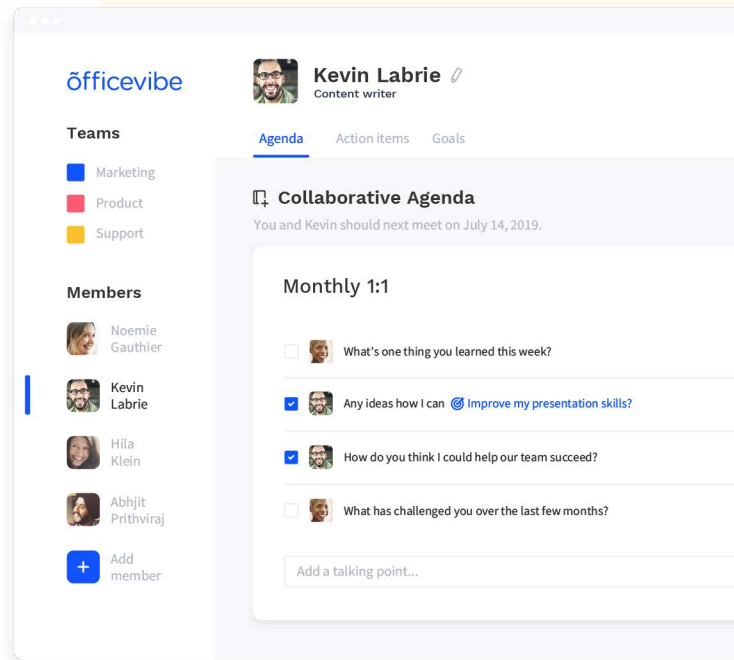 õfficevibe
Teams
Marketing
Product
Support
Members
Noemie
Gauthier
Kevin
Labrie
Hila
Klein
Abhjit
Prithviraj
Add
member
Kevin Labrie
Content writer
Agenda Action items Goals
Collaborative Agenda
You and Kevin should next meet on July 14, 2019.
Monthly 1:1
What's one thing you learned this week?
Any ideas how I can Improve my presentation skills?
How do you think I could help our team succeed?
What has challenged you over the last few months?
Add a talking point...